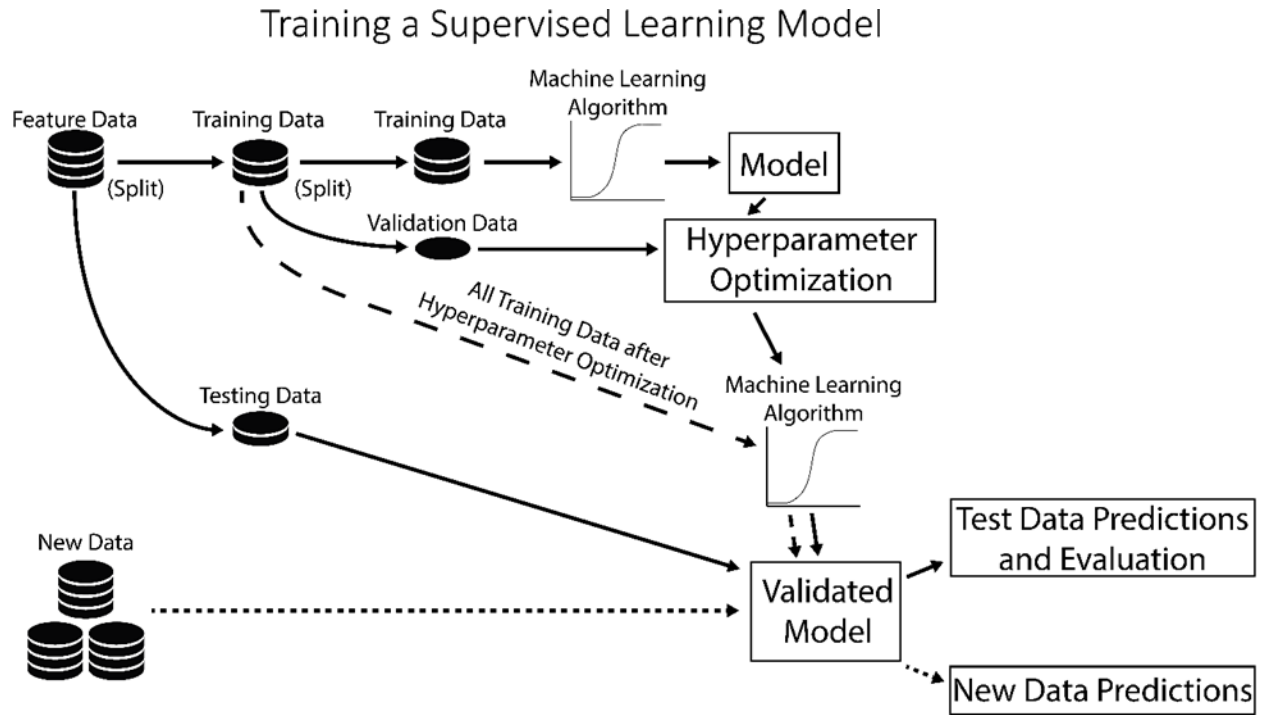 Training a Supervised Learning Model
Machine Learning
Algorithm
Feature Data
Training Data
Training Data
(Split)
(Split)
Model
Validation Data
Hyperparameter
Optimization
All Training Data after
Hyperparameter Optimization
Machine Learning
Algorithm
Testing Data
New Data
Validated
Model
Test Data Predictions
and Evaluation
New Data Predictions